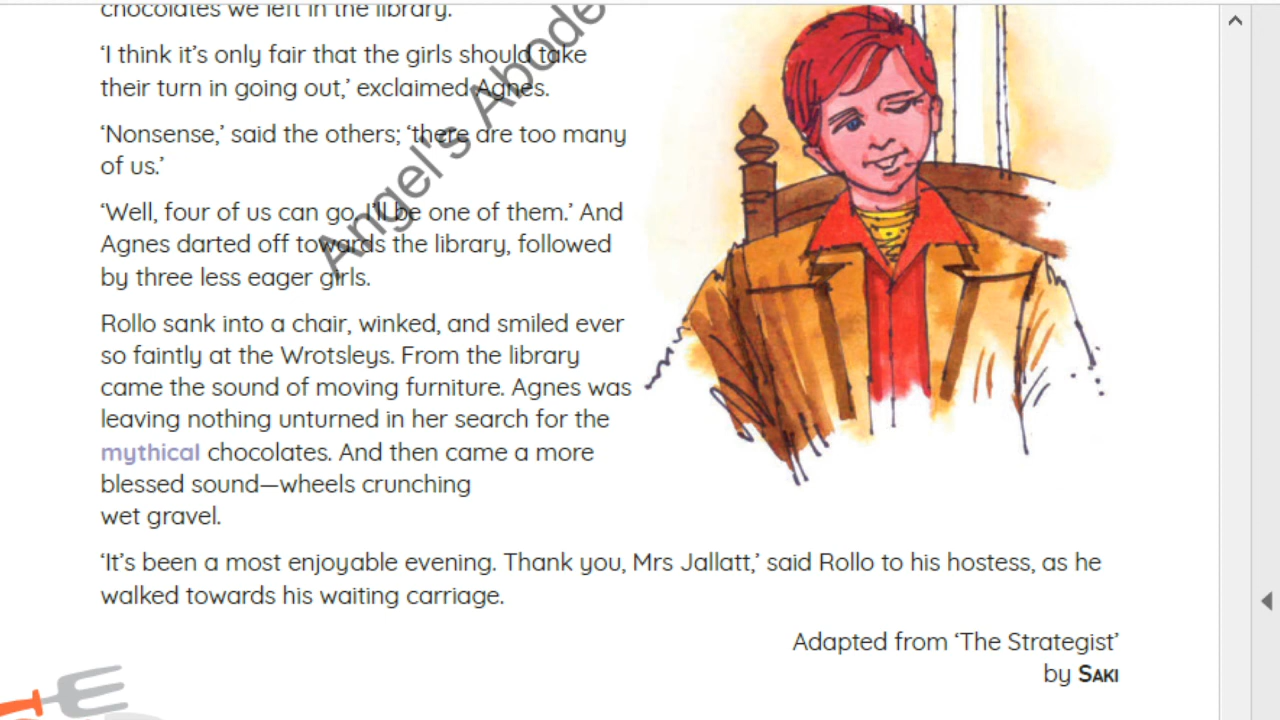 chocolates we left in the library.
‘I think it’s only fair that the girls should take
their turn in going out,’ exclaimed Agnes.
‘Nonsense,’ said the others; ‘there are too many
of us.’
‘Well, four of us can go. I’ll be one of them.’ And
Agnes darted off towards the library, followed
by three less eager girls.
Rollo sank into a chair, winked, and smiled ever
so faintly at the Wrotsleys. From the library
came the sound of moving furniture. Agnes was
leaving nothing unturned in her search for the
mythical chocolates. And then came a more
blessed sound—wheels crunching
wet gravel.
‘It’s been a most enjoyable evening. Thank you, Mrs Jallatt,’ said Rollo to his hostess, as he
walked towards his waiting carriage.
Adapted from ‘The Strategist’
by SAKI
Angel's Abode